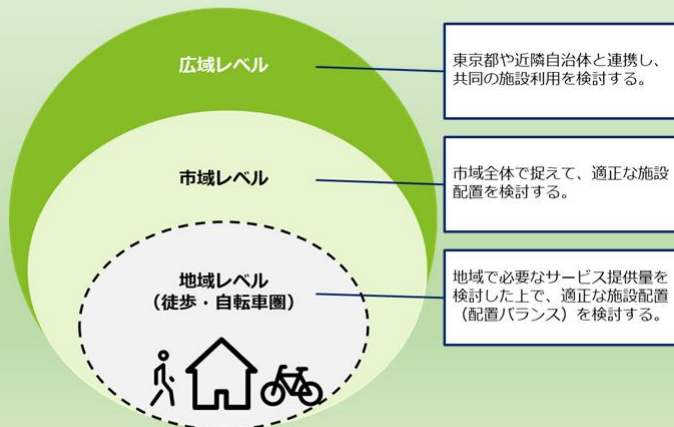 広域レベル
東京都や近隣自治体と連携し、
共同の施設利用を検討する。
市域レベル
市域全体で捉えて、適正な施設
配置を検討する。
地域レベル
（徒歩・自転車圏）
地域で必要なサービス提供量を
検討した上で、適正な施設配置
（配置バランス）を検討する。